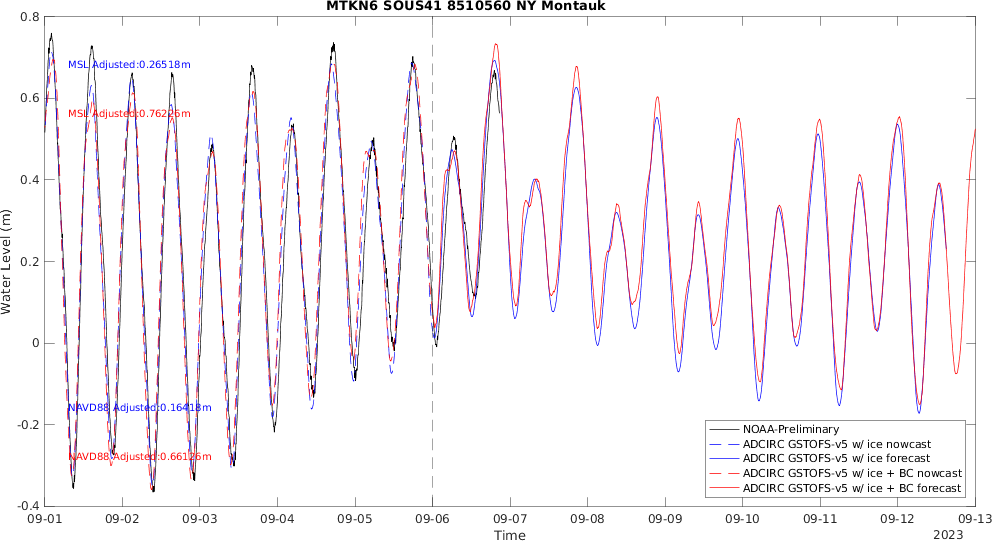 MTKN6 SOUS41 8510560 NY Montauk
Water Level (m)
0.8
0.6
0.4
0.2
0
-0.2
-0.4
MSL Adjusted:0.26518m
MSL Adjusted:0.76226m
NAVD88 Adjusted:0.16418m
NAVD88 Adjusted:0.66126m
NOAA-Preliminary
ADCIRC GSTOFS-v5 w/ ice nowcast
ADCIRC GSTOFS-v5 w/ ice forecast
ADCIRC GSTOFS-v5 w/ ice + BC nowcast
ADCIRC GSTOFS-v5 w/ ice + BC forecast
09-01 09-02 09-03 09-04 09-05 09-06 09-07 09-08 09-09 09-10 09-11 09-12 09-13
Time
2023